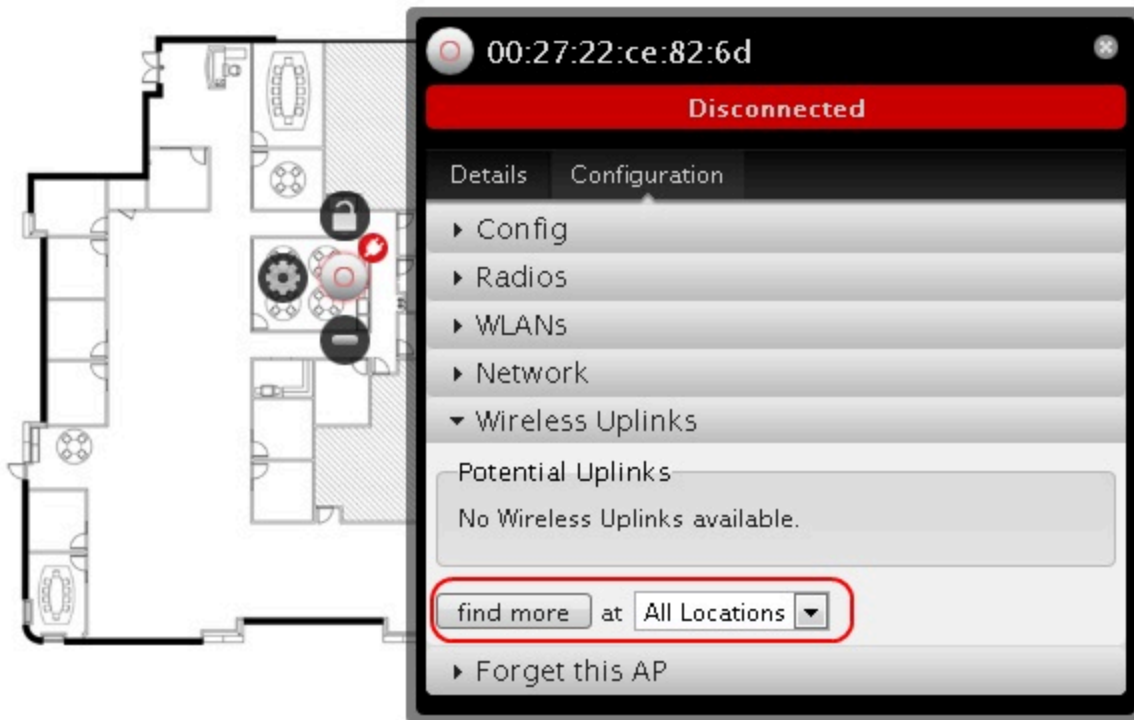 00:27:22:ce:82:6d
Disconnected
Details Configuration
Config
Radios
WLANs
Network
Wireless Uplinks
Potential Uplinks
No Wireless Uplinks available.
find more at All Locations
Forget this AP